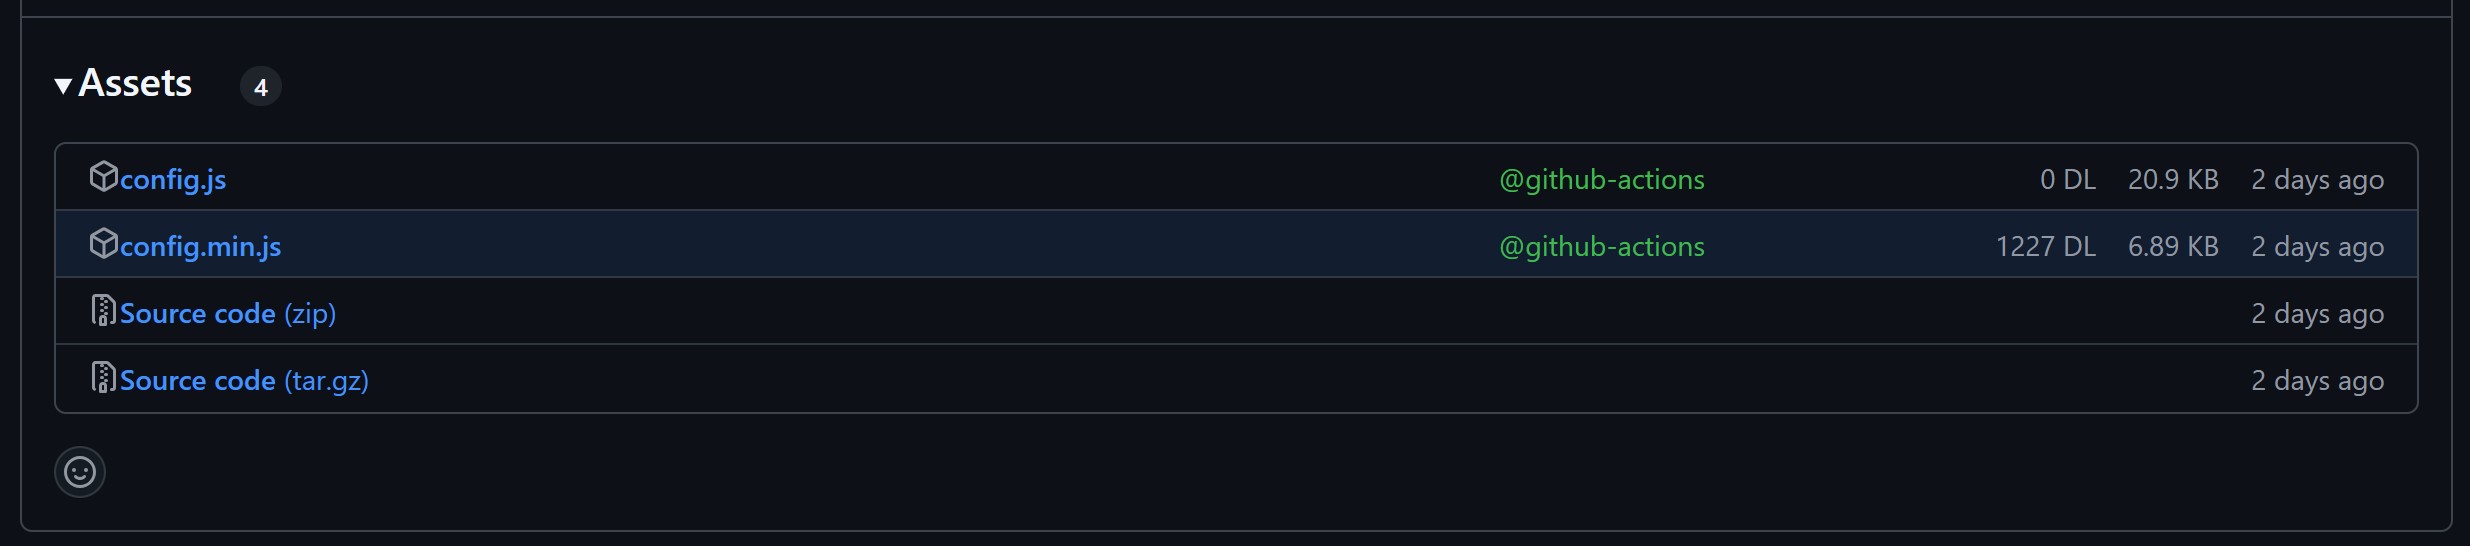 Assets 4
config.js @github-actions 0 DL 20.9 KB 2 days ago
config.min.js @github-actions 1227 DL 6.89 KB 2 days ago
Source code (zip) 2 days ago
Source code (tar.gz) 2 days ago